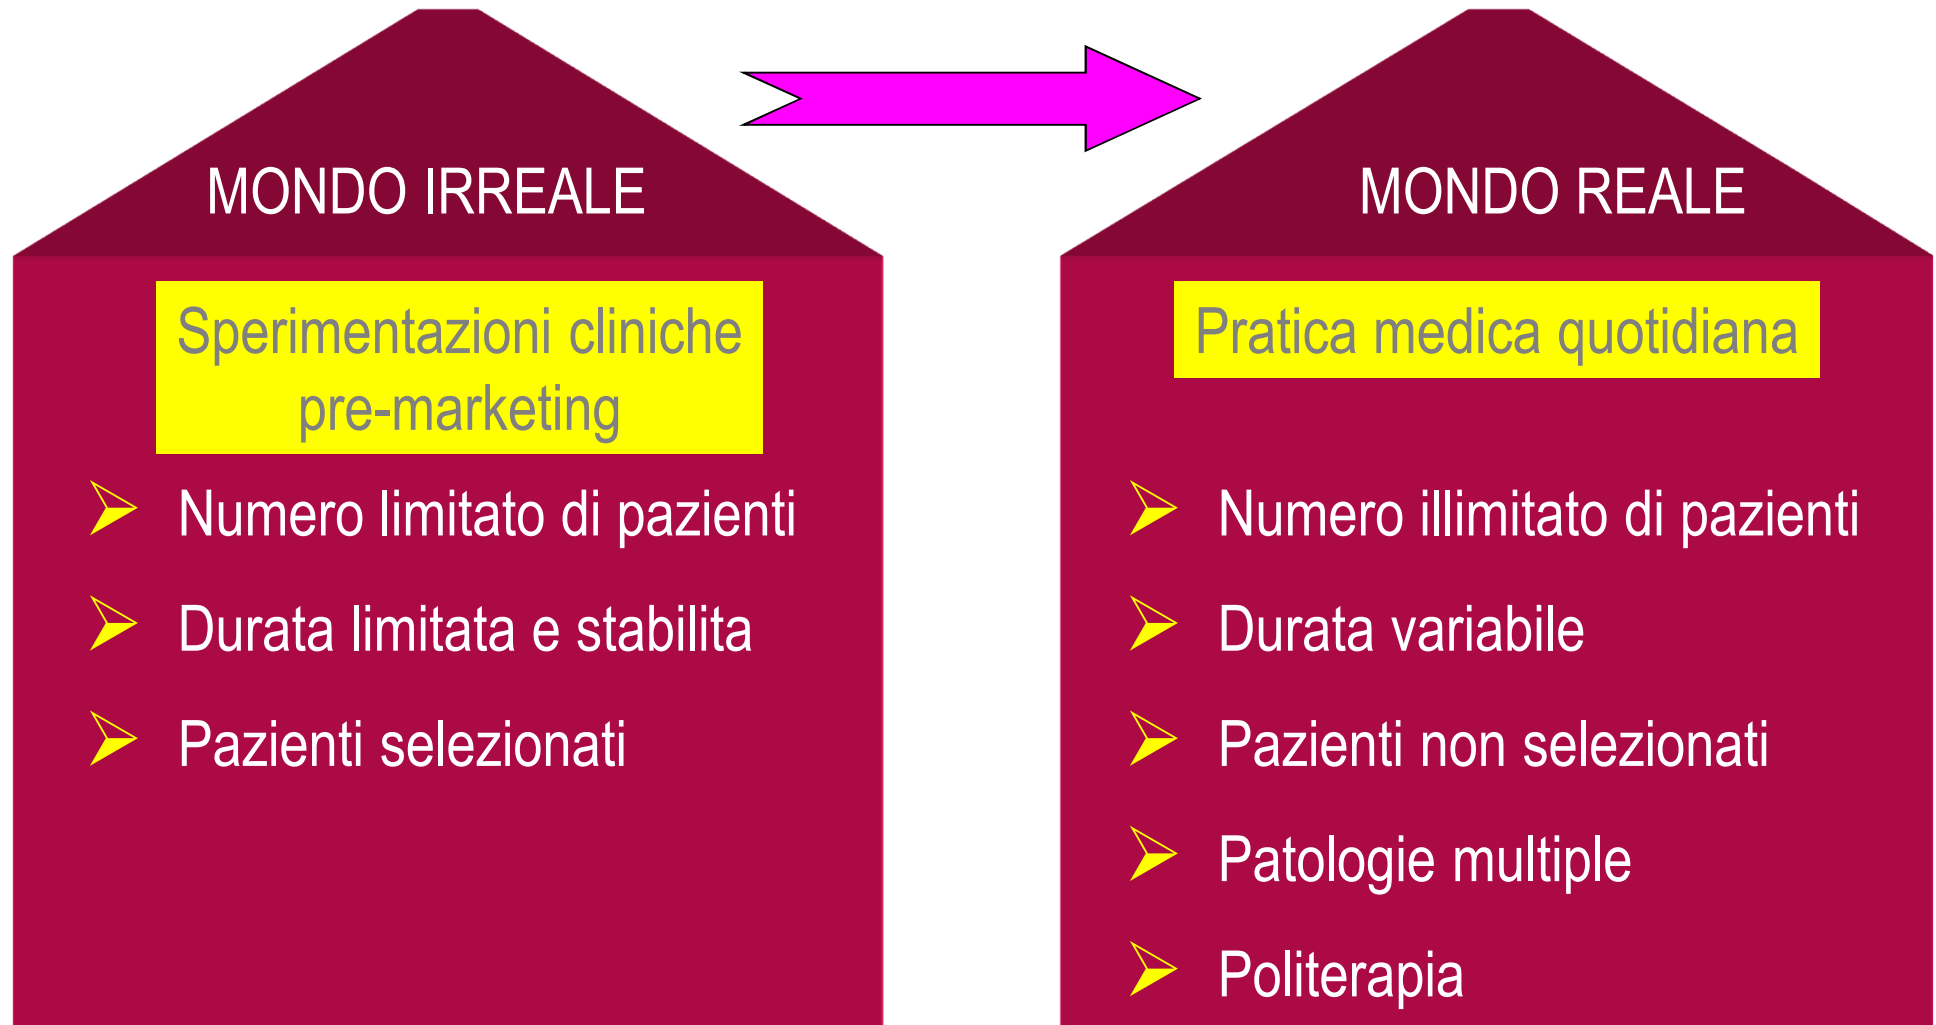 MONDO IRREALE
Sperimentazioni cliniche
pre-marketing
Numero limitato di pazienti
Durata limitata e stabilita
Pazienti selezionati
MONDO REALE
Pratica medica quotidiana
Numero illimitato di pazienti
Durata variabile
Pazienti non selezionati
Patologie multiple
Politerapia